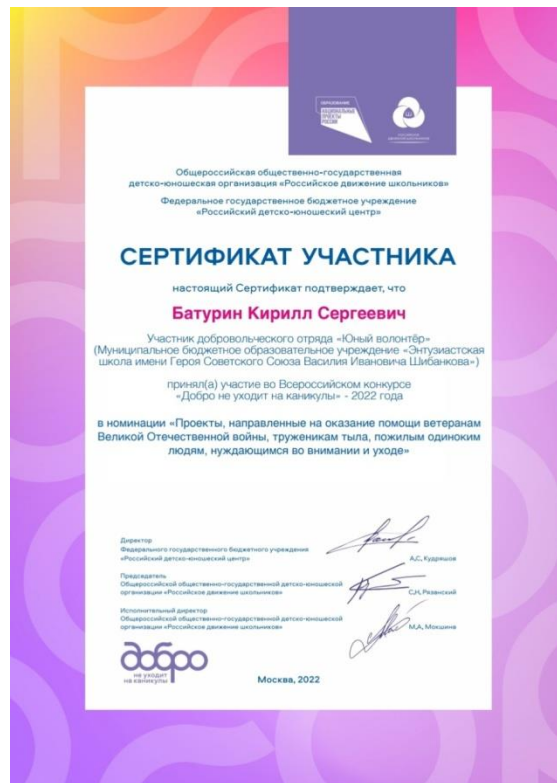 ОБРАЗОВАНИЕ
НАЦИОНАЛЬНЫЕ
ПРОЕКТЫ
РОССИИ
Общероссийская общественно-государственная
детско-юношеская организация «Российское движение школьников»
Федеральное государственное бюджетное учреждение
«Российский детско-юношеский центр»
СЕРТИФИКАТ УЧАСТНИКА
настоящий Сертификат подтверждает, что
Батурин Кирилл Сергеевич
Участник добровольческого отряда «Юный волонтёр»
(Муниципальное бюджетное образовательное учреждение «Энтузиастская
школа имени Героя Советского Союза Василия Ивановича Шибанкова»)
принял(а) участие во Всероссийском конкурсе
«Добро не уходит на каникулы» - 2022 года
в номинации «Проекты, направленные на оказание помощи ветеранам
Великой Отечественной войны, труженикам тыла, пожилым одиноким
людям, нуждающимся во внимании и уходе»
Директор
Федерального государственного бюджетного учреждения
«Российский детско-юношеский центр»
А.С. Кудряшов
Председатель
Общероссийской общественно-государственной детско-юношеской
организации «Российское движение школьников»
С.Н. Рязанский
Исполнительный директор
Общероссийской общественно-государственной детско-юношеской
организации «Российское движение школьников»
М.А. Мокшина
добро
не уходит
на каникулы
Москва, 2022